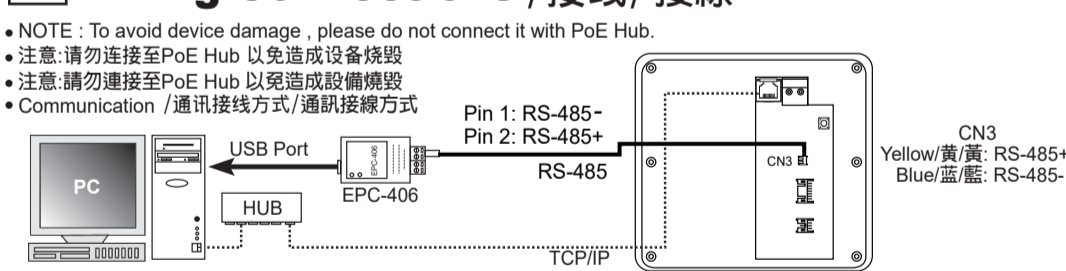 /接线/接線
• NOTE : To avoid device damage , please do not connect it with PoE Hub.
• 注意:请勿连接至PoE Hub 以免造成设备烧毁
• 注意:請勿連接至PoE Hub 以免造成設備燒毀
• Communication /通讯接线方式/通訊接線方式
Pin 1: RS-485-
Pin 2: RS-485+
RS-485
USB Port
EPC-406
EPC-406
PC
HUB
TCP/IP
CN3
CN3
Yellow/黄/黃: RS-485+
Blue/蓝/藍: RS-485-